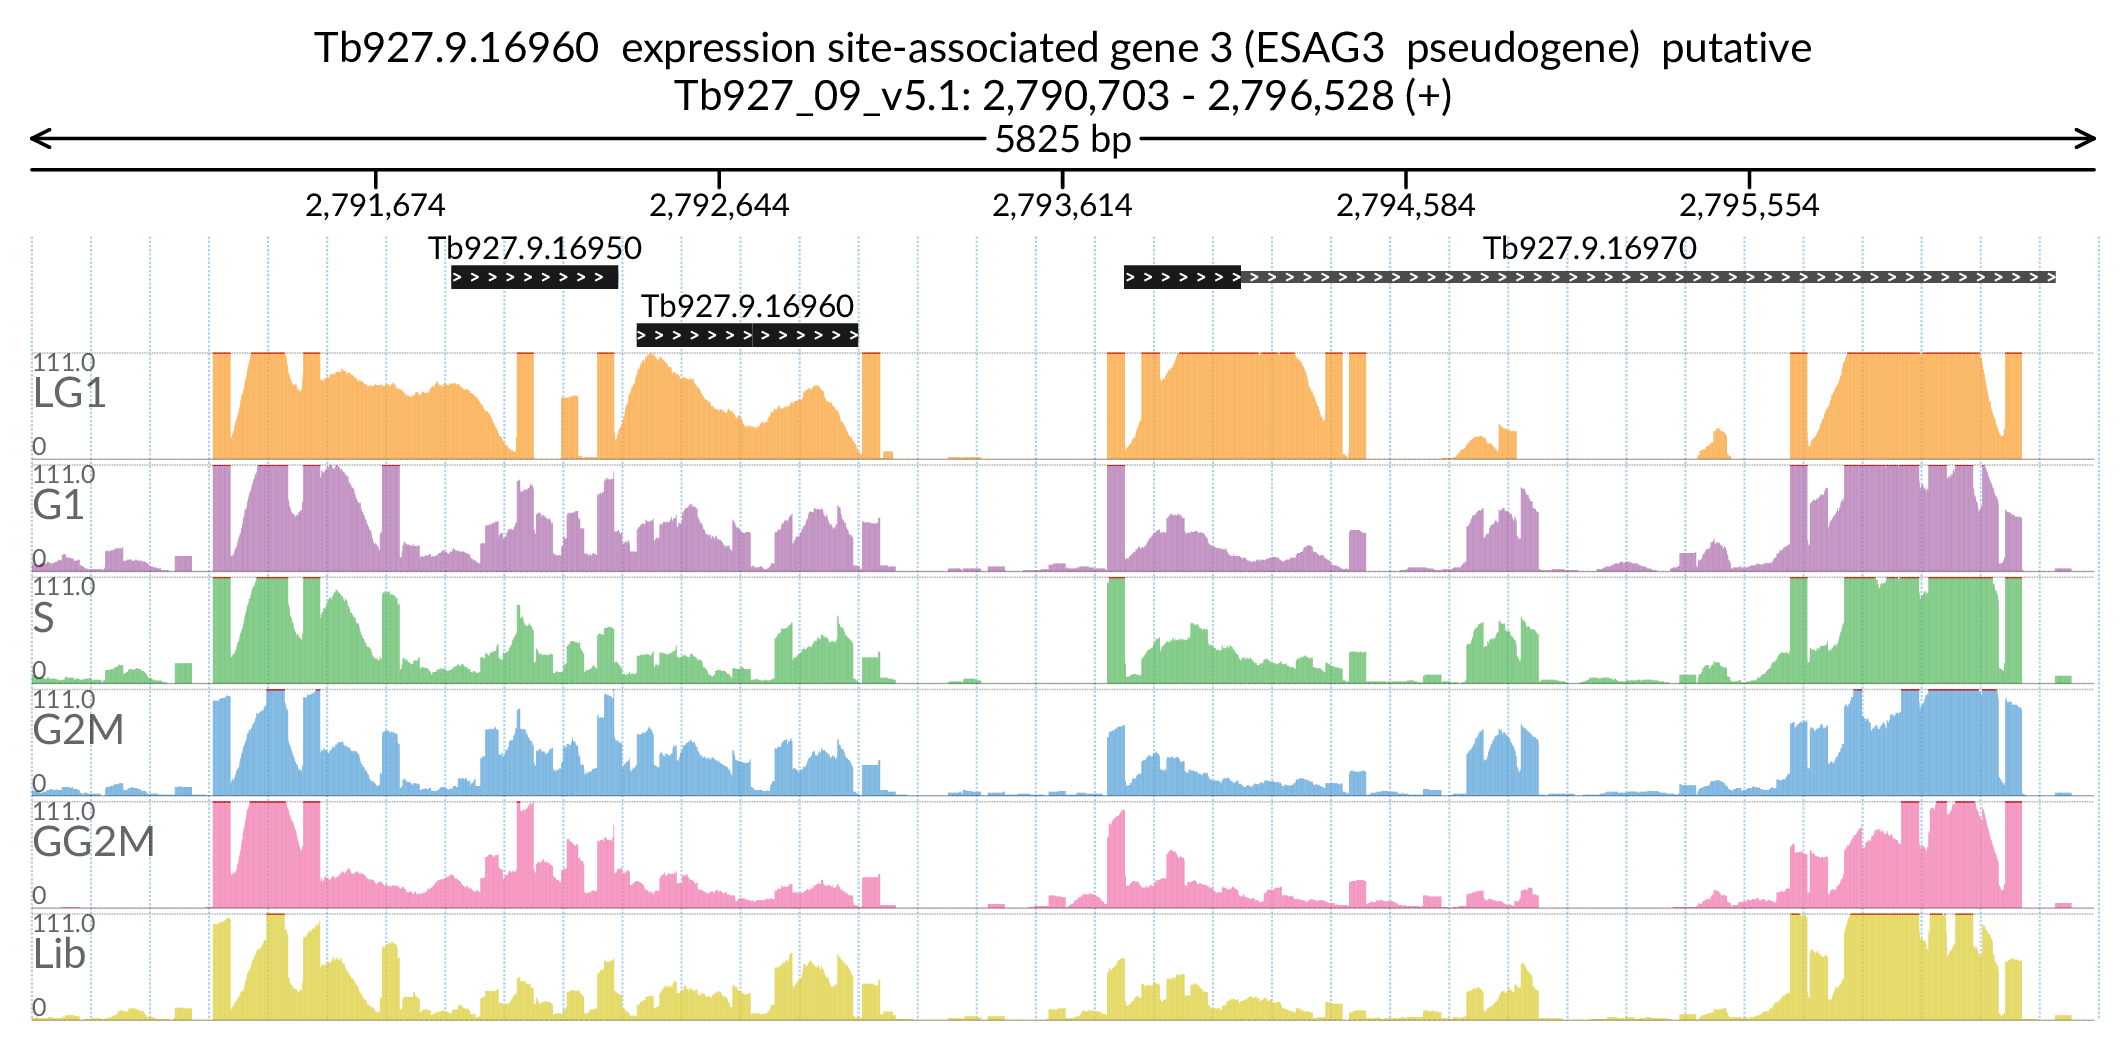 Tb927.9.16960  expression site-associated gene 3 (ESAG3  pseudogene)  putative
Tb927_09_v5.1: 2,790,703 - 2,796,528 (+)
5825 bp
2,791,674 2,792,644 2,793,614 2,794,584 2,795,554
Tb927.9.16950 Tb927.9.16970
Tb927.9.16960
111.0
LG1
0
111.0
G1
0
111.0
S
0
111.0
G2M
0
111.0
GG2M
0
111.0
Lib
0